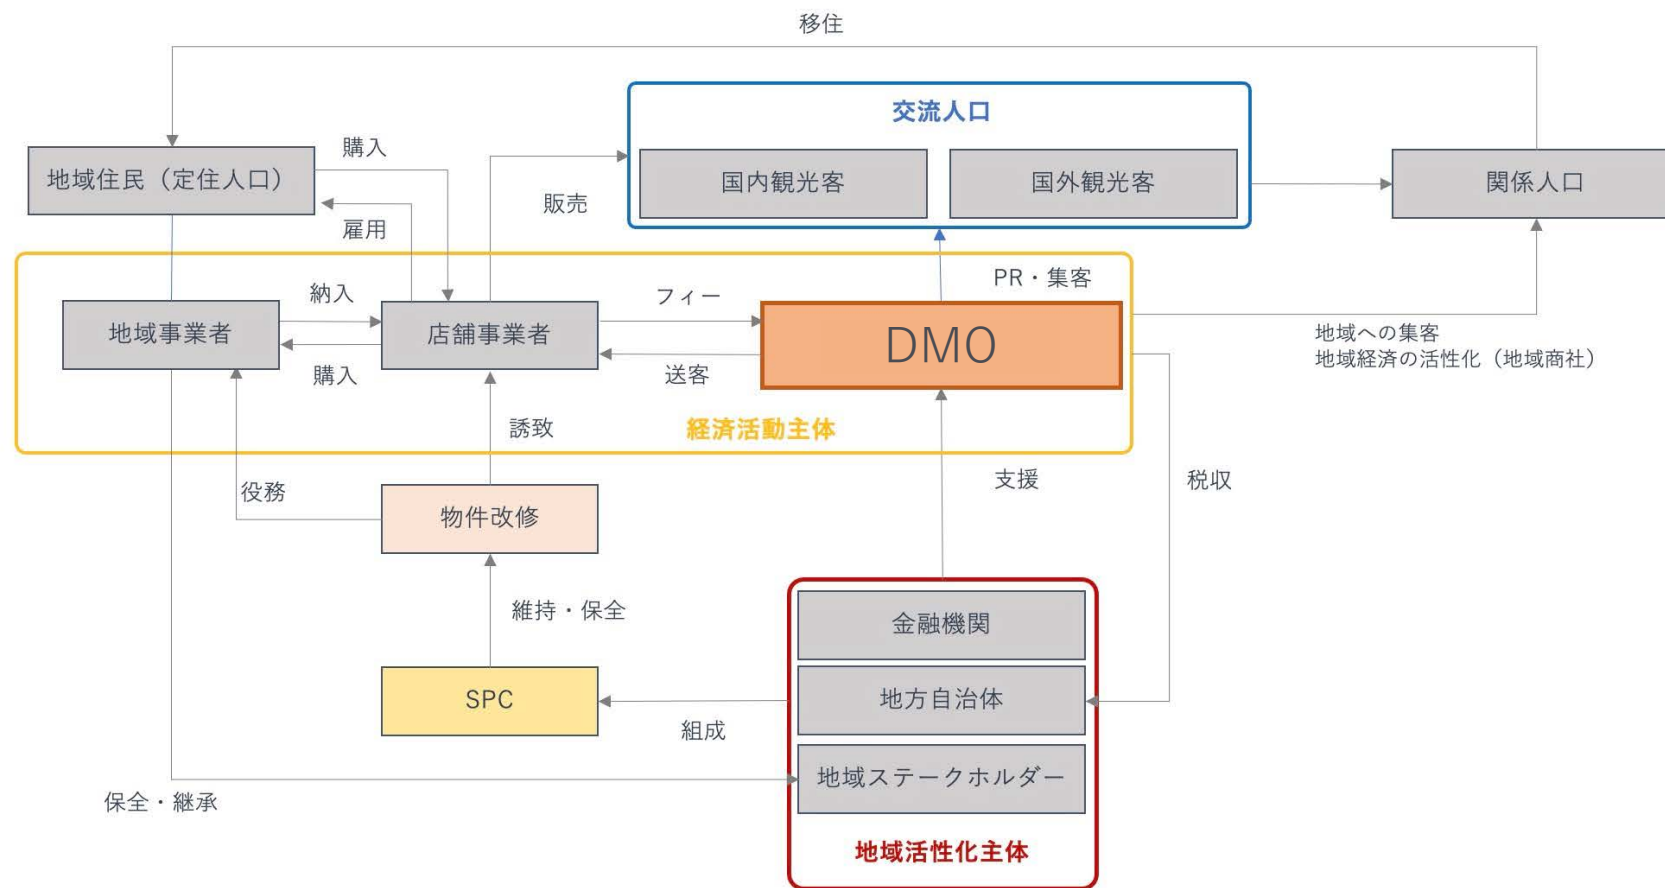 移住
交流人口
地域住民（定住人口）
購入
国内観光客
国外観光客
関係人口
販売
雇用
PR・集客
納入
フィー
地域事業者
店舗事業者
DMO
地域への集客
地域経済の活性化（地域商社）
購入
送客
誘致
経済活動主体
支援
税収
役務
物件改修
維持・保全
金融機関
SPC
地方自治体
組成
地域ステークホルダー
保全・継承
地域活性化主体